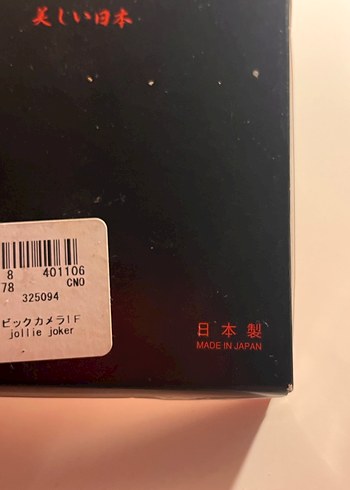 美しい日本
8 401106
78 CNO
325094
ビックカメラ1F
jollie joker
日本製
MADE IN JAPAN